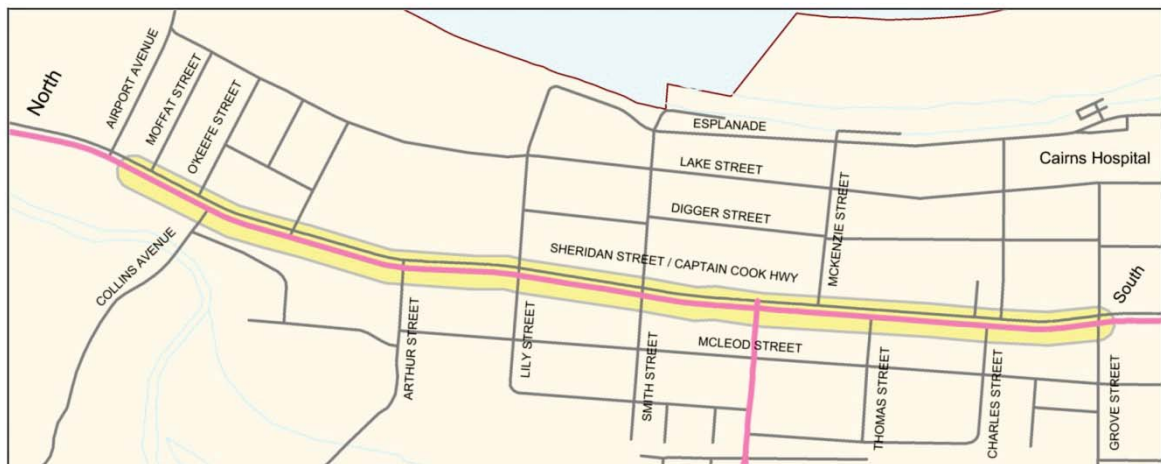 North
AIRPORT AVENUE
MOFFAT STREET
O'KEEFE STREET
COLLINS AVENUE
ESPLANADE
LAKE STREET
DIGGER STREET
MCKENZIE STREET
Cairns Hospital
SHERIDAN STREET / CAPTAIN COOK HWY
South
ARTHUR STREET
LILY STREET
SMITH STREET
MCLEOD STREET
THOMAS STREET
CHARLES STREET
GROVE STREET